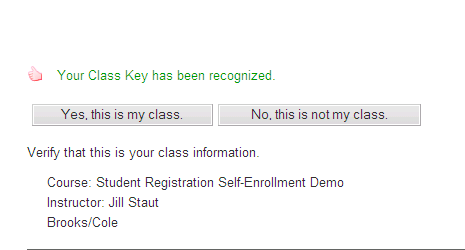 Your Class Key has been recognized.
Yes, this is my class. No, this is not my class.
Verify that this is your class information.
Course: Student Registration Self-Enrollment Demo
Instructor: Jill Staut
Brooks/Cole